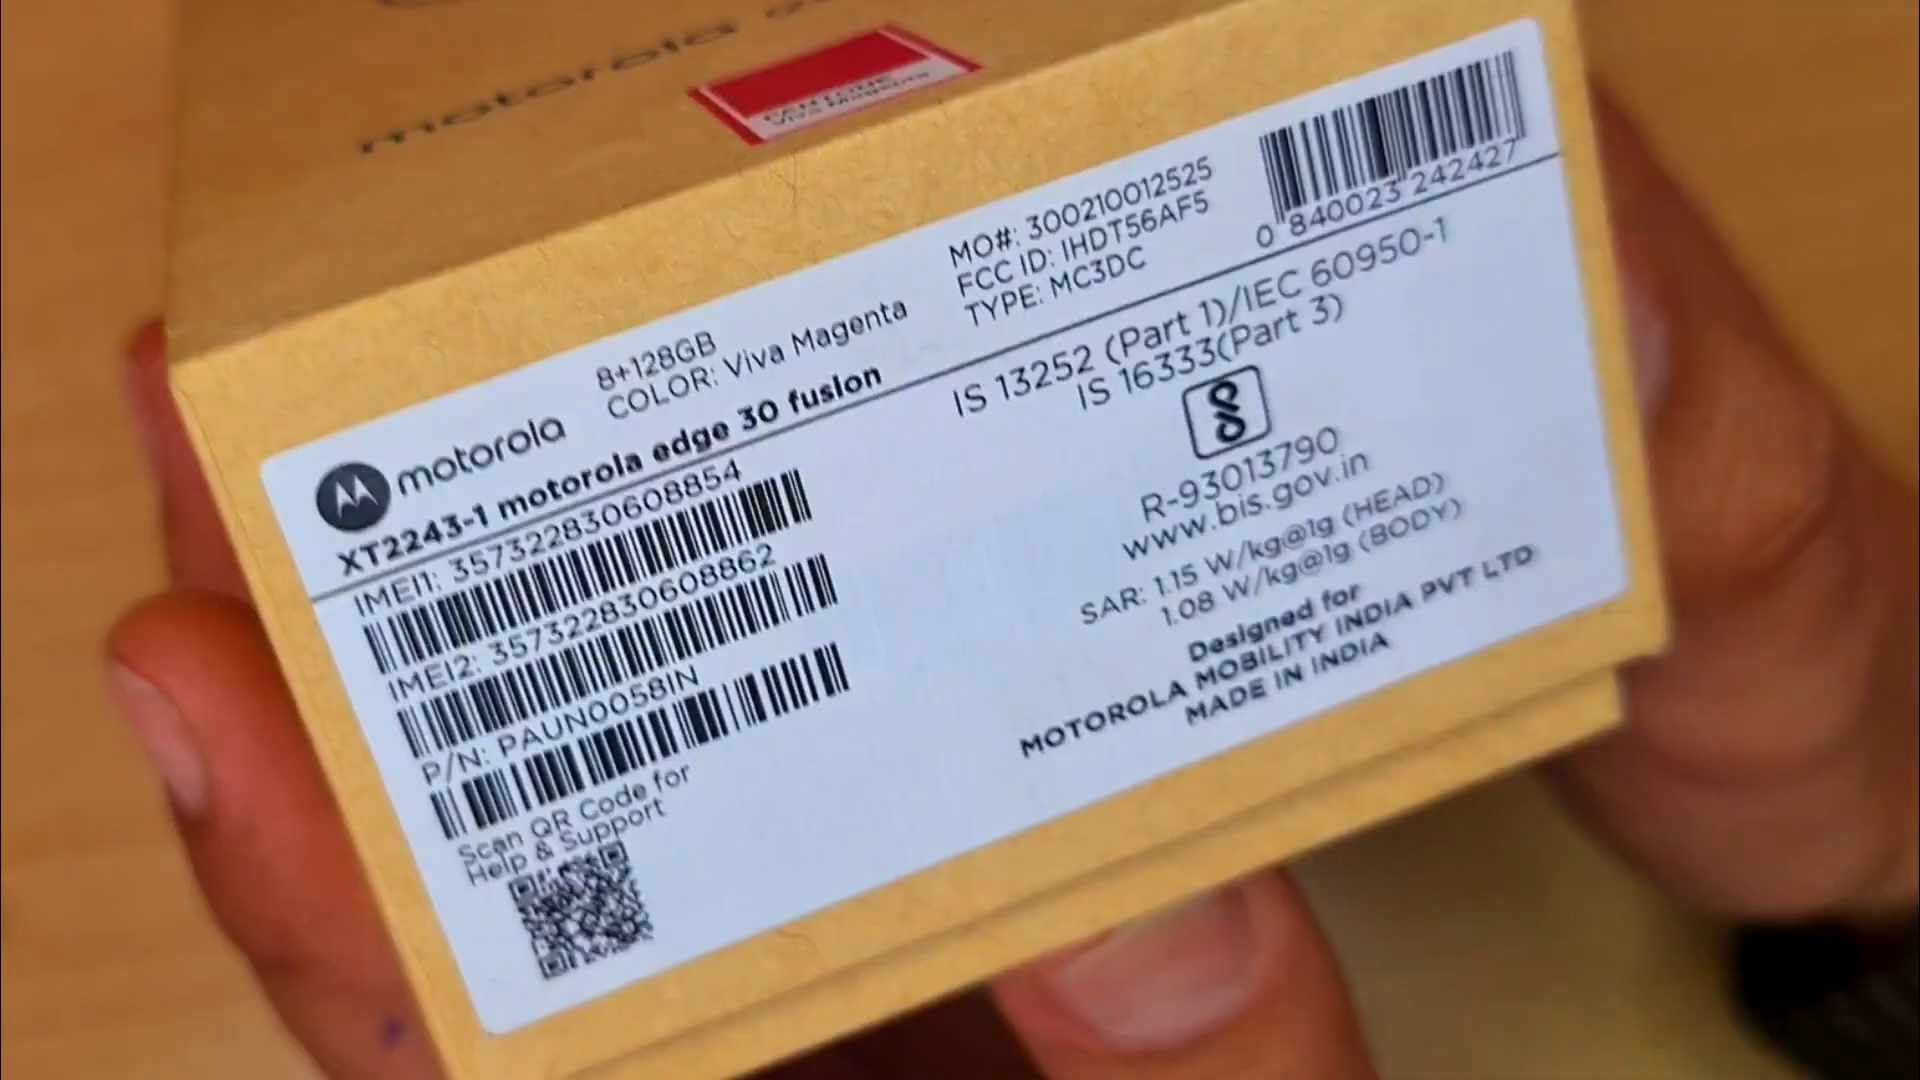 motorola
PANTONE
Viva Magenta
motorola
8+128GB
COLOR: Viva Magenta
MO#: 300210012525
FCC ID: IHDT56AF5
TYPE: MC3DC
0 840023 242427
XT2243-1 motorola edge 30 fusion
IMEI1: 357322830608854
IMEI2: 357322830608862
P/N: PAUN0058IN
Scan QR Code for
Help & Support
IS 13252 (Part 1)/IEC 60950-1
IS 16333(Part 3)
R-93013790
www.bis.gov.in
SAR: 1.15 W/kg@1g (HEAD)
1.08 W/kg@1g (BODY)
Designed for
MOTOROLA MOBILITY INDIA PVT LTD
MADE IN INDIA